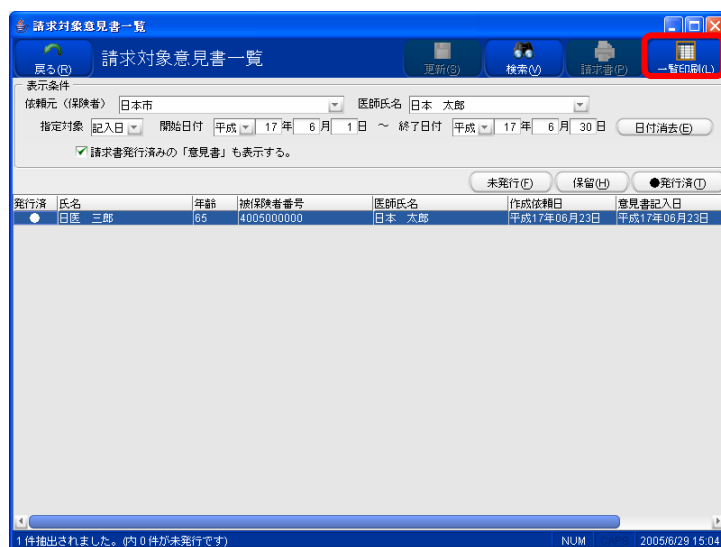 請求対象意見書一覧
戻る(R) 請求対象意見書一覧 更新(S) 検索(V) 請求書(P) 一覧印刷(L)
表示条件
依頼元（保険者） 日本市 医師氏名 日本 太郎
指定対象 記入日 開始日付 平成 17 年 6 月 1 日 ～ 終了日付 平成 17 年 6 月 30 日 日付消去(E)
請求書発行済みの「意見書」も表示する。
未発行(F) 保留(H) ●発行済(T)
発行済 氏名 年齢 被保険者番号 医師氏名 作成依頼日 意見書記入日
● 日医 三郎 65 4005000000 日本 太郎 平成17年06月23日 平成17年06月23日
1件抽出されました。(内0件が未発行です) NUM CAPS 2005/6/29 15:04